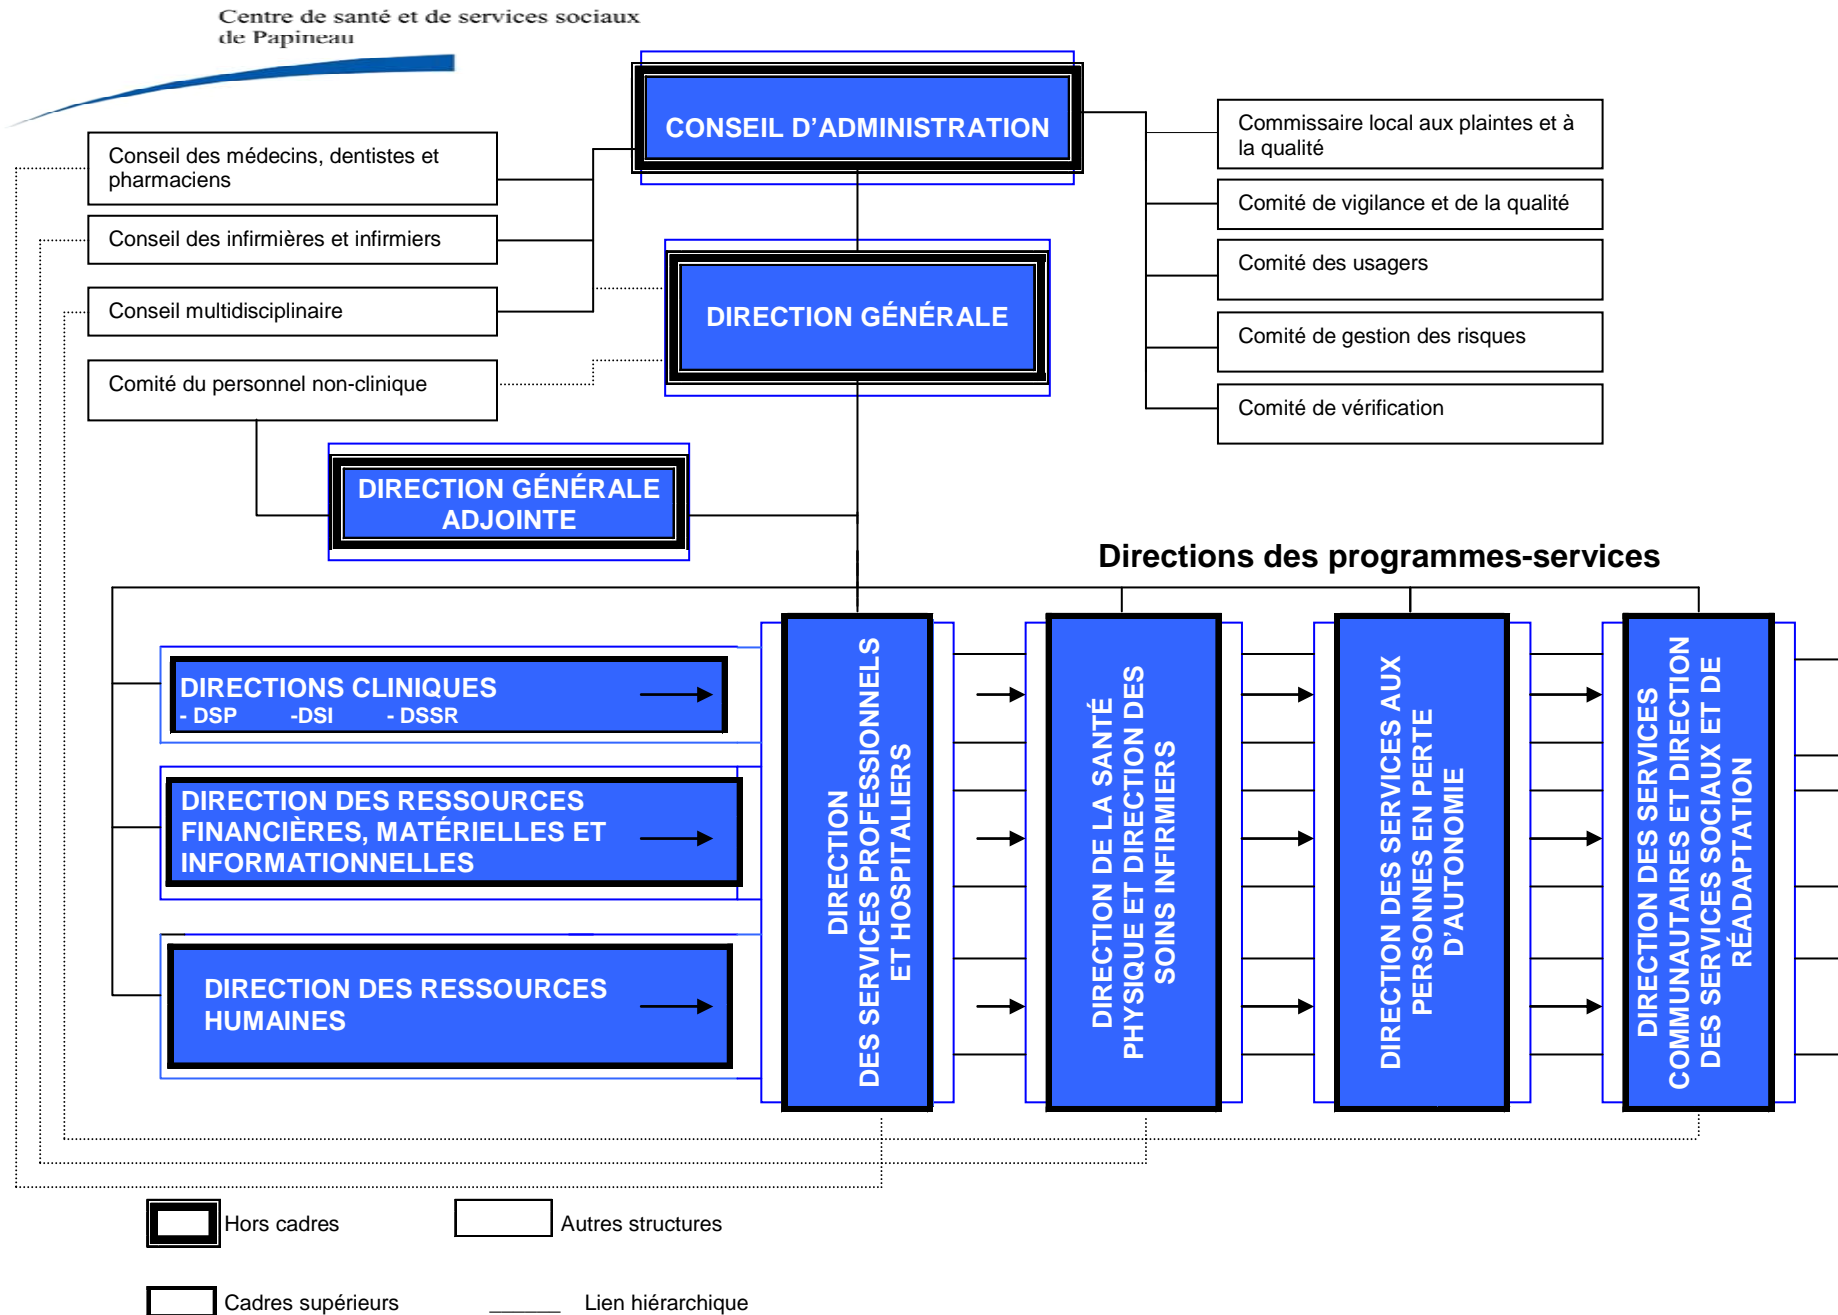 Centre de santé et de services sociaux
de Papineau
CONSEIL D'ADMINISTRATION
Conseil des médecins, dentistes et
pharmaciens
Conseil des infirmières et infirmiers
Conseil multidisciplinaire
Comité du personnel non-clinique
Commissaire local aux plaintes et à
la qualité
Comité de vigilance et de la qualité
Comité des usagers
Comité de gestion des risques
Comité de vérification
DIRECTION GÉNÉRALE
DIRECTION GÉNÉRALE
ADJOINTE
Directions des programmes-services
DIRECTIONS CLINIQUES
- DSP -DSI - DSSR
DIRECTION DES RESSOURCES
FINANCIÈRES, MATÉRIELLES ET
INFORMATIONNELLES
DIRECTION DES RESSOURCES
HUMAINES
DIRECTION
DES SERVICES PROFESSIONNELS
ET HOSPITALIERS
DIRECTION DE LA SANTÉ
PHYSIQUE ET DIRECTION DES
SOINS INFIRMIERS
DIRECTION DES SERVICES AUX
PERSONNES EN PERTE
D'AUTONOMIE
DIRECTION DES SERVICES
COMMUNAUTAIRES ET DIRECTION
DES SERVICES SOCIAUX ET DE
RÉADAPTATION
Hors cadres
Autres structures
Cadres supérieurs
______ Lien hiérarchique